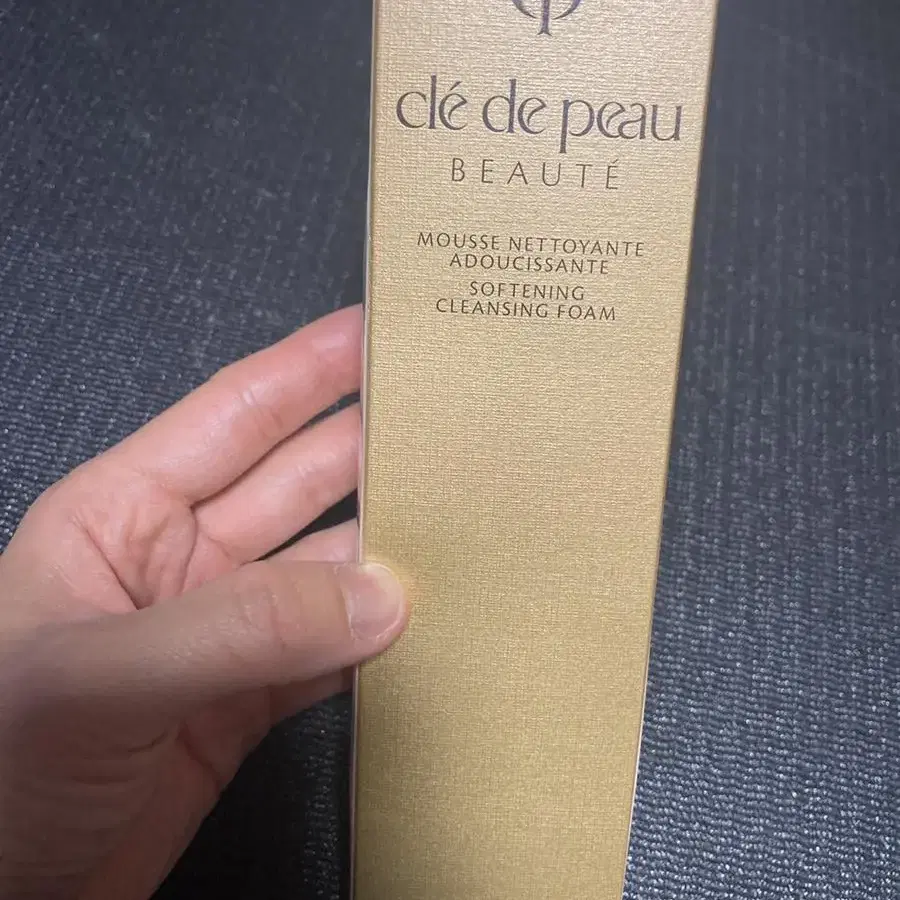 clé de peau
BEAUTÉ
MOUSSE NETTOYANTE
ADOUCISSANTE
SOFTENING
CLEANSING FOAM